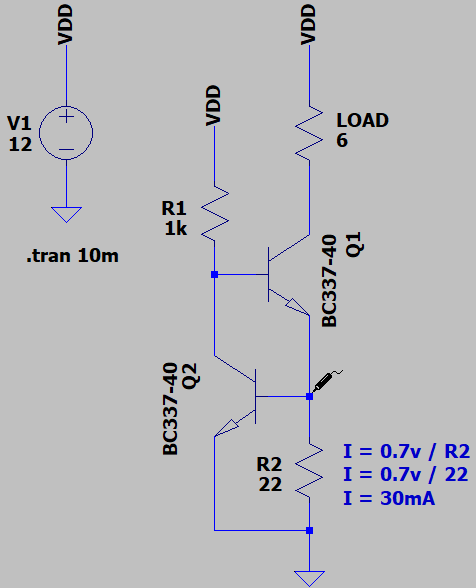 VDD
VDD
VDD
V1
12
LOAD
6
R1
1k
.tran 10m
BC337-40
Q1
BC337-40
Q2
R2
22
I = 0.7v / R2
I = 0.7v / 22
I = 30mA